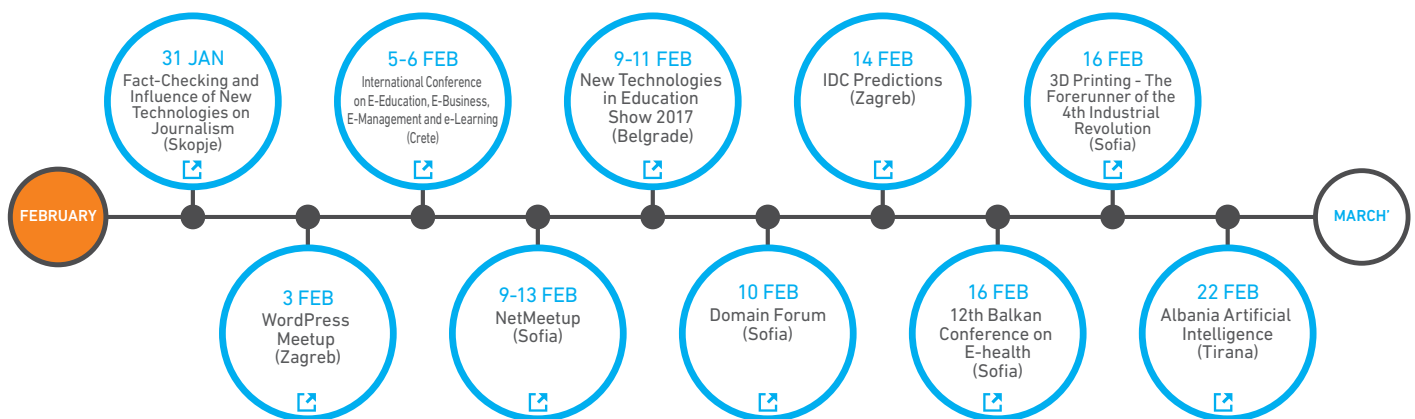 FEBRUARY
31 JAN
Fact-Checking and
Influence of New
Technologies on
Journalism
(Skopje)
3 FEB
WordPress
Meetup
(Zagreb)
5-6 FEB
International Conference
on E-Education, E-Business,
E-Management and e-Learning
(Crete)
9-13 FEB
NetMeetup
(Sofia)
9-11 FEB
New Technologies
in Education
Show 2017
(Belgrade)
10 FEB
Domain Forum
(Sofia)
14 FEB
IDC Predictions
(Zagreb)
16 FEB
12th Balkan
Conference on
E-health
(Sofia)
16 FEB
3D Printing - The
Forerunner of the
4th Industrial
Revolution
(Sofia)
22 FEB
Albania Artificial
Intelligence
(Tirana)
MARCH'